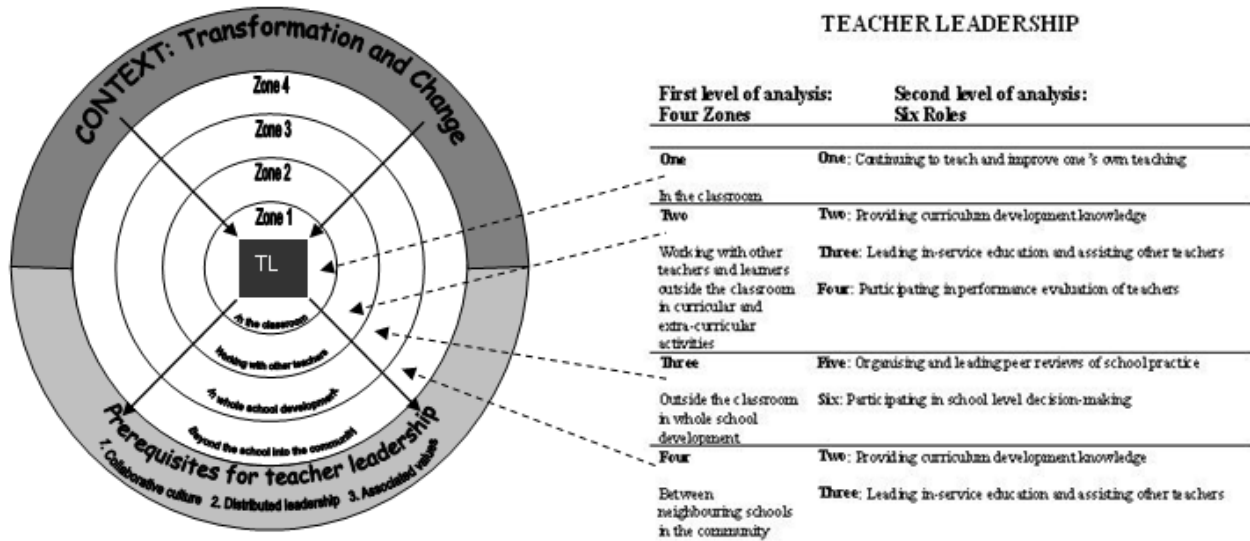 CONTEXT: Transformation and Change
Zone 4
Zone 3
Zone 2
Zone 1
TL
In the classroom
Working with other teachers
In whole school development
Beyond the school into the community
Prerequisites for teacher leadership
1. Collaborative culture 2. Distributed leadership 3. Associated values
TEACHER LEADERSHIP
First level of analysis: Second level of analysis:
Four Zones Six Roles
One One: Continuing to teach and improve one's own teaching
In the classroom
Two Two: Providing curriculum development knowledge
Working with other Three: Leading in-service education and assisting other teachers
teachers and learners
outside the classroom Four: Participating in performance evaluation of teachers
in curricular and
extra-curricular
activities
Three Five: Organising and leading peer reviews of school practice
Outside the classroom Six: Participating in school level decision-making
in whole school
development
Four Two: Providing curriculum development knowledge
Between Three: Leading in-service education and assisting other teachers
neighbouring schools
in the community